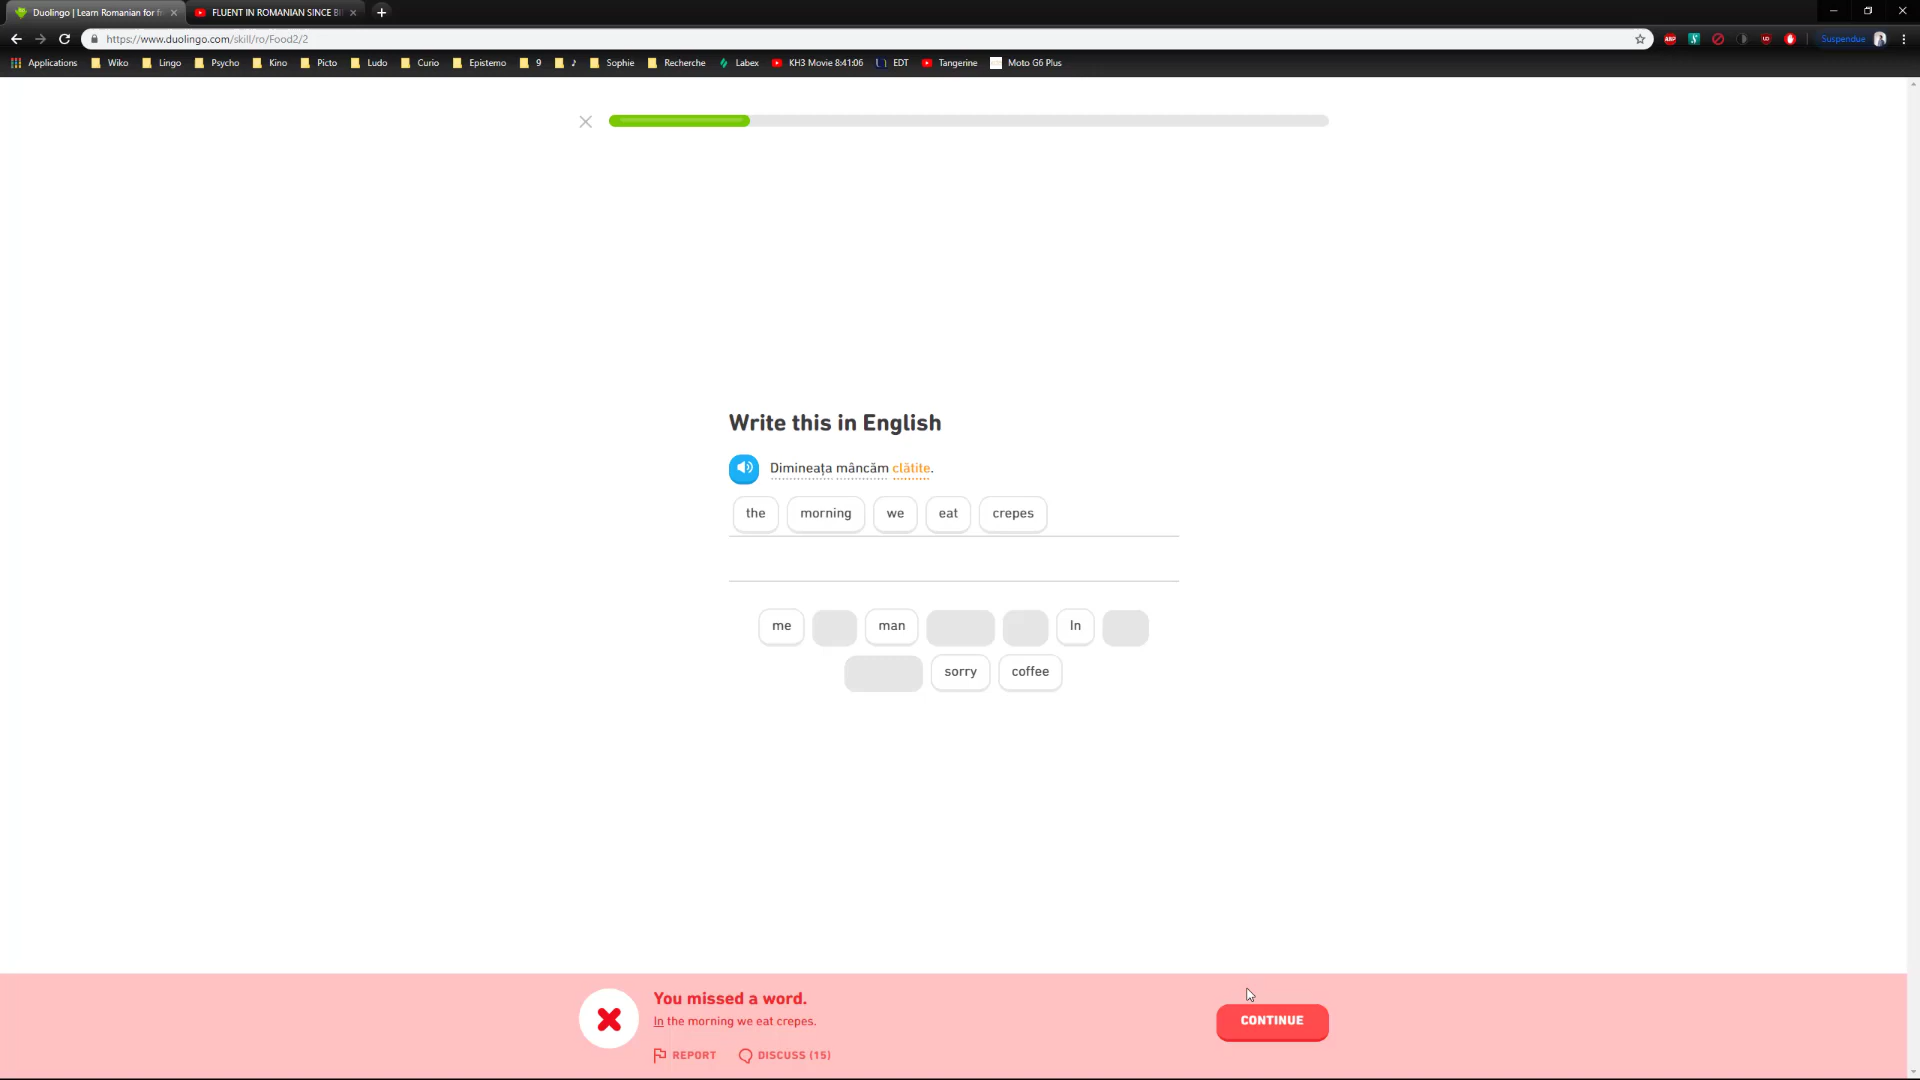 Duolingo | Learn Romanian for f
FLUENT IN ROMANIAN SINCE BI
https://www.duolingo.com/skill/ro/Food2/2
Suspendue
Applications Wiko Lingo Psycho Kino Picto Ludo Curio Epistemo 9 ♪ Sophie Recherche Labex KH3 Movie 8:41:06 EDT Tangerine Moto G6 Plus
Write this in English
Dimineața mâncăm clătite.
the morning we eat crepes
me man In
sorry coffee
You missed a word.
In the morning we eat crepes.
CONTINUE
REPORT DISCUSS (15)